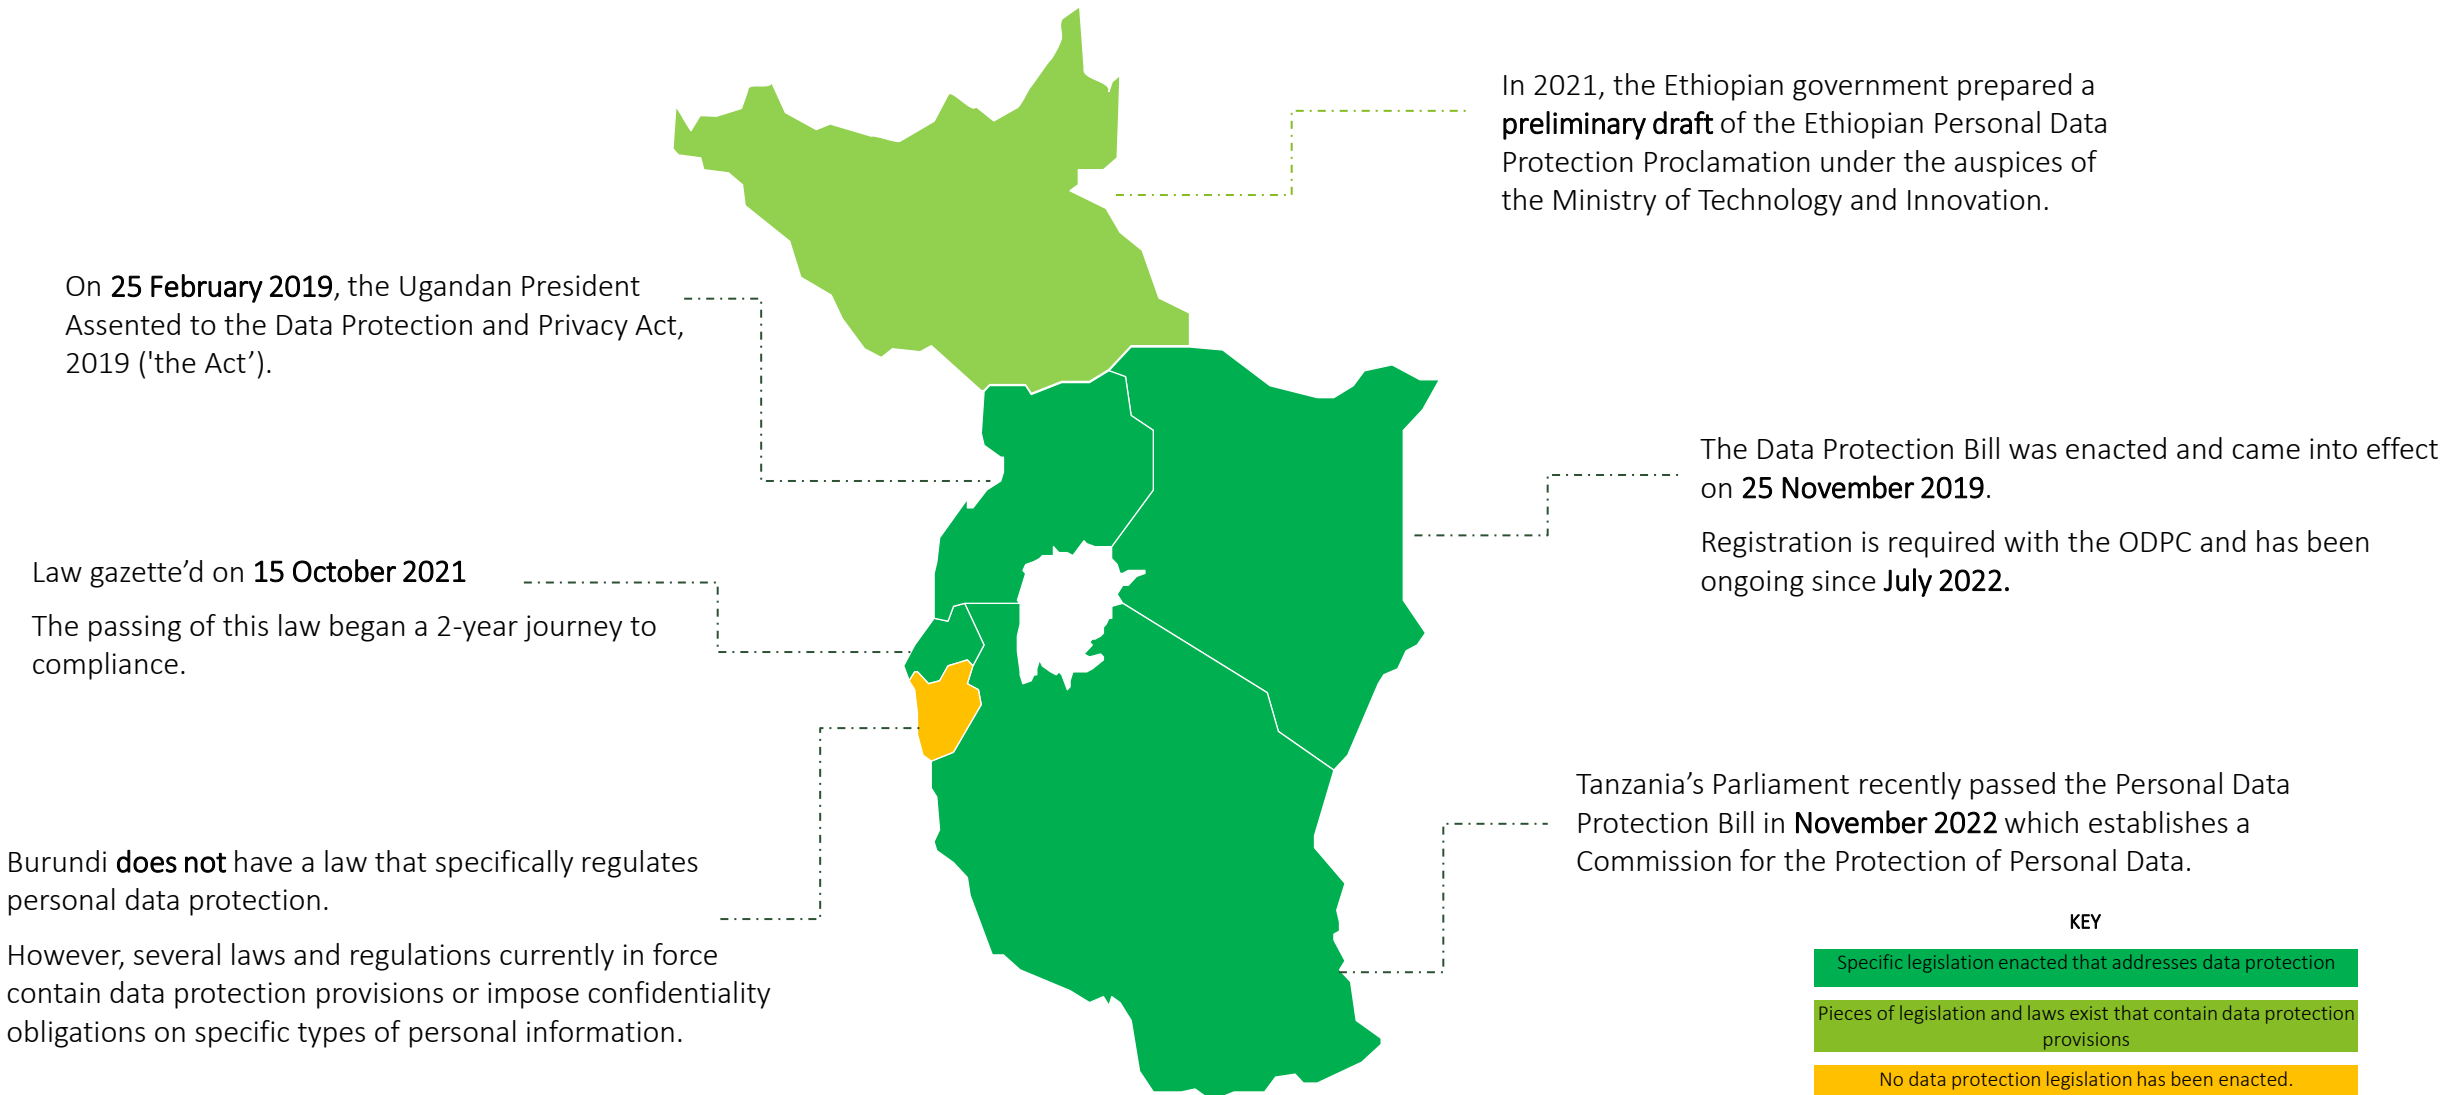 In 2021, the Ethiopian government prepared a
preliminary draft of the Ethiopian Personal Data
Protection Proclamation under the auspices of
the Ministry of Technology and Innovation.
On 25 February 2019, the Ugandan President
Assented to the Data Protection and Privacy Act,
2019 ('the Act’).
The Data Protection Bill was enacted and came into effect
on 25 November 2019.
Registration is required with the ODPC and has been
ongoing since July 2022.
Law gazette’d on 15 October 2021
The passing of this law began a 2-year journey to
compliance.
Tanzania’s Parliament recently passed the Personal Data
Protection Bill in November 2022 which establishes a
Commission for the Protection of Personal Data.
Burundi does not have a law that specifically regulates
personal data protection.
However, several laws and regulations currently in force
contain data protection provisions or impose confidentiality
obligations on specific types of personal information.
KEY
Specific legislation enacted that addresses data protection
Pieces of legislation and laws exist that contain data protection
provisions
No data protection legislation has been enacted.